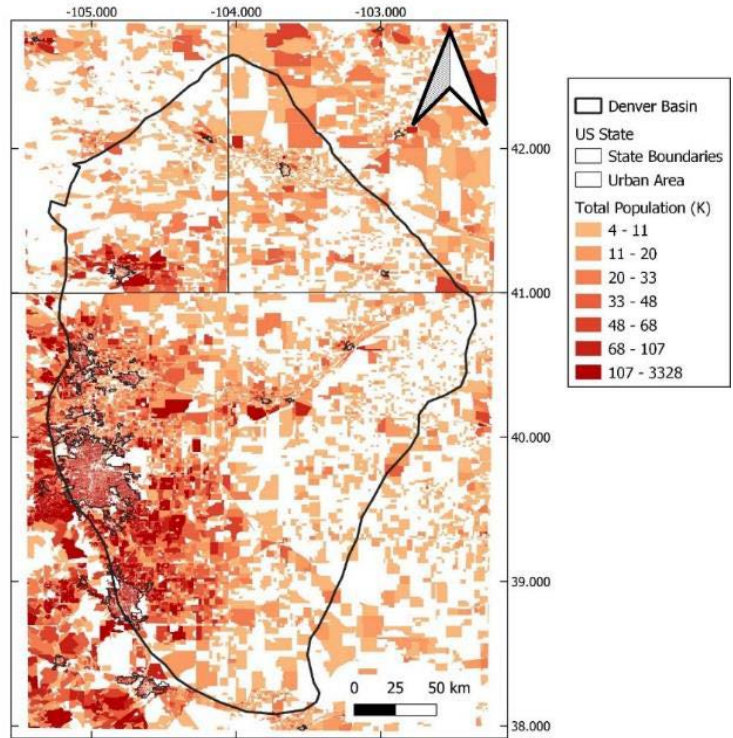 -105.000 -104.000 -103.000
42.000
41.000
40.000
39.000
38.000
0 25 50 km
Denver Basin
US State
State Boundaries
Urban Area
Total Population (K)
4 - 11
11 - 20
20 - 33
33 - 48
48 - 68
68 - 107
107 - 3328